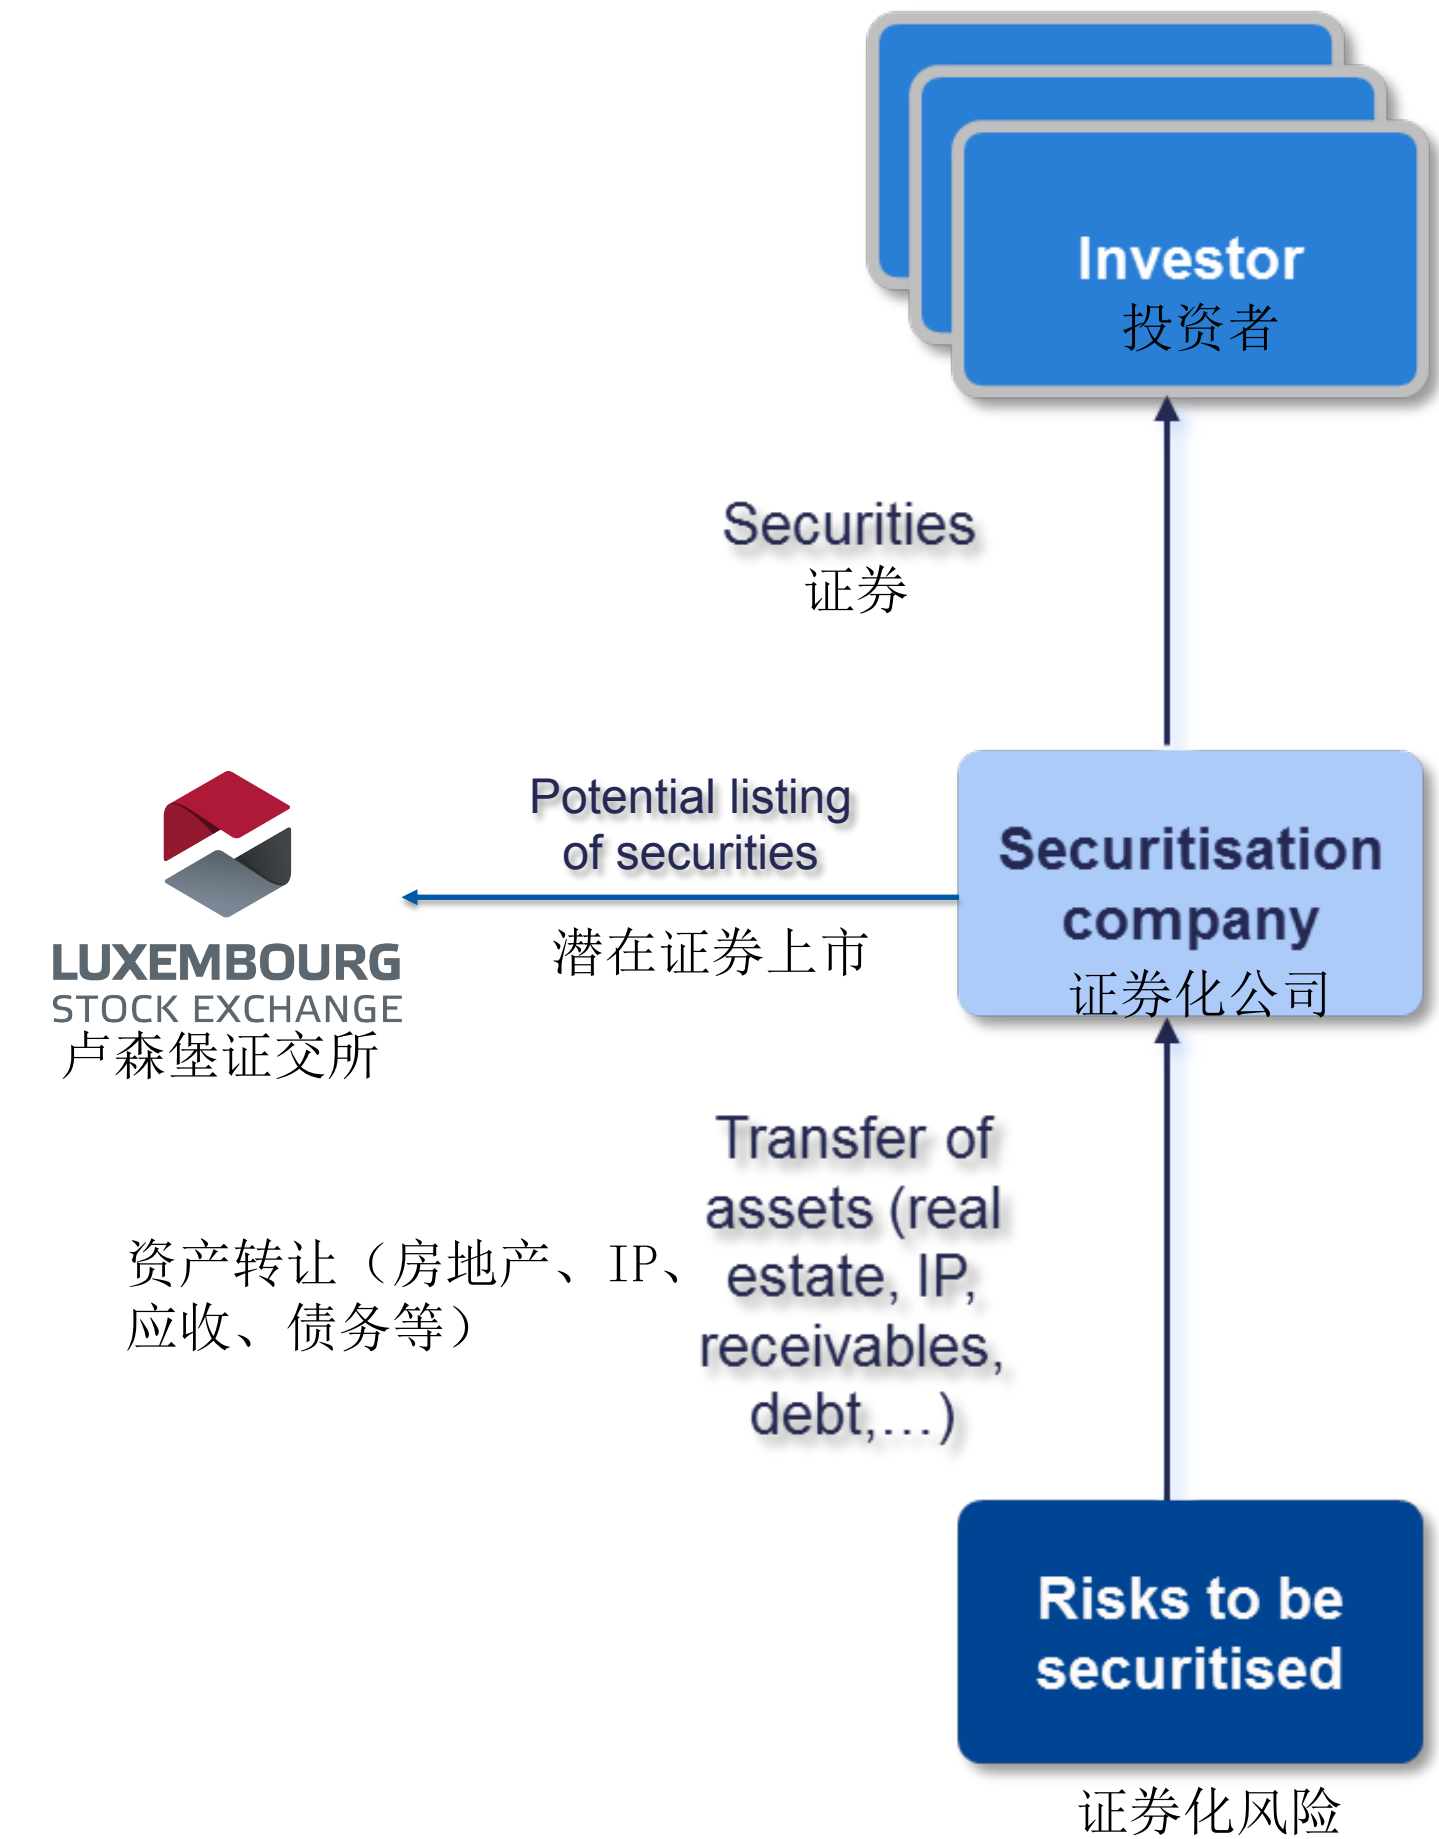 Investor
投资者
Securities
证券
Potential listing
of securities
潜在证券上市
LUXEMBOURG
STOCK EXCHANGE
卢森堡证交所
Securitisation
company
证券化公司
Transfer of
assets (real
estate, IP,
receivables,
debt,...)
资产转让（房地产、IP、
应收、债务等）
Risks to be
securitised
证券化风险